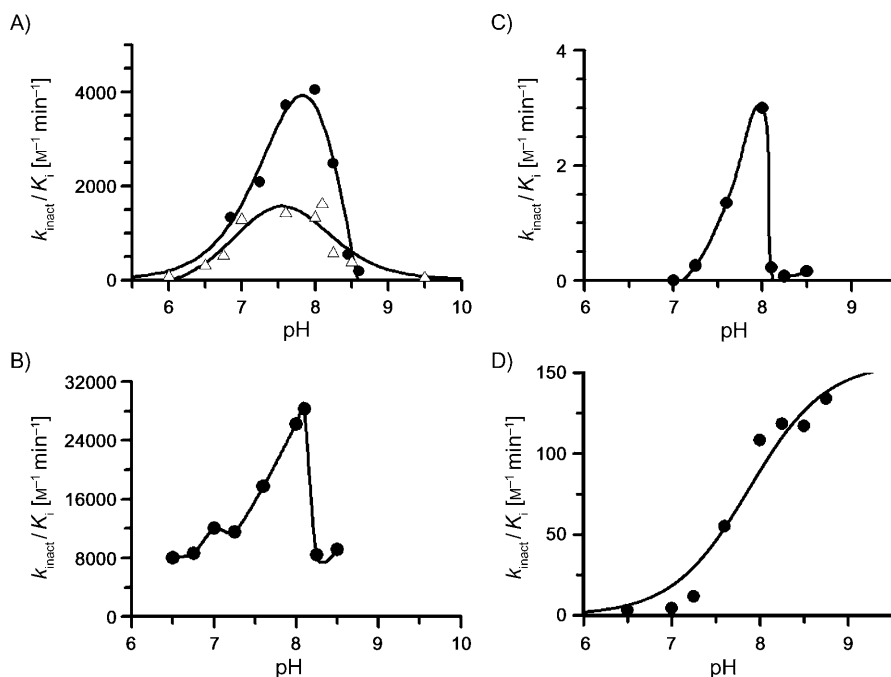 A)
k_inact / K_i [M⁻¹ min⁻¹]
4000
2000
0
6 7 8 9 10
pH
B)
k_inact / K_i [M⁻¹ min⁻¹]
32000
24000
16000
8000
0
6 7 8 9 10
pH
C)
k_inact / K_i [M⁻¹ min⁻¹]
4
2
0
6 7 8 9
pH
D)
k_inact / K_i [M⁻¹ min⁻¹]
150
100
50
0
6 7 8 9
pH